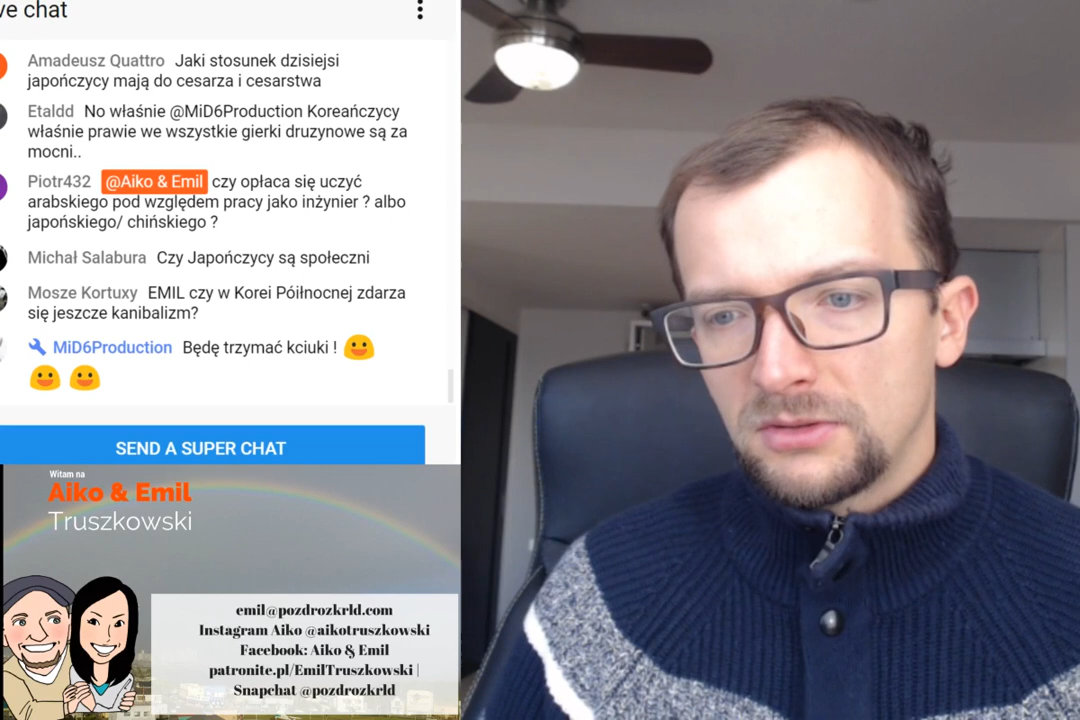 ve chat
Amadeusz Quattro Jaki stosunek dzisiejsi
japończycy mają do cesarza i cesarstwa
Etaldd No właśnie @MiD6Production Koreańczycy
właśnie prawie we wszystkie gierki druzynowe są za
mocni..
Piotr432 @Aiko & Emil czy opłaca się uczyć
arabskiego pod względem pracy jako inżynier ? albo
japońskiego/ chińskiego ?
Michał Salabura Czy Japończycy są społeczni
Mosze Kortuxy EMIL czy w Korei Póiłnocnej zdarza
się jeszcze kanibalizm?
MiD6Production Będę trzymać kciuki !
SEND A SUPER CHAT
Witam na
Aiko & Emil
Truszkowski
emil@pozdrozkrld.com
Instagram Aiko @aikotruszkowski
Facebook: Aiko & Emil
patronite.pl/EmilTruszkowski |
Snapchat @pozdrozkrld